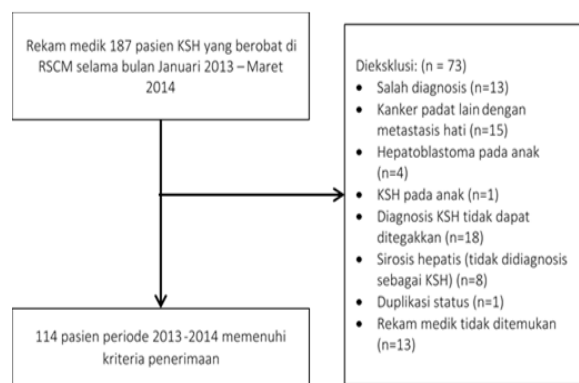 Rekam medik 187 pasien KSH yang berobat di
RSCM selama bulan Januari 2013 – Maret
2014
Dieksklusi: (n = 73)
• Salah diagnosis (n=13)
• Kanker padat lain dengan
metastasis hati (n=15)
• Hepatoblastoma pada anak
(n=4)
• KSH pada anak (n=1)
• Diagnosis KSH tidak dapat
ditegakkan (n=18)
• Sirosis hepatis (tidak didiagnosis
sebagai KSH) (n=8)
• Duplikasi status (n=1)
• Rekam medik tidak ditemukan
(n=13)
114 pasien periode 2013-2014 memenuhi
kriteria penerimaan